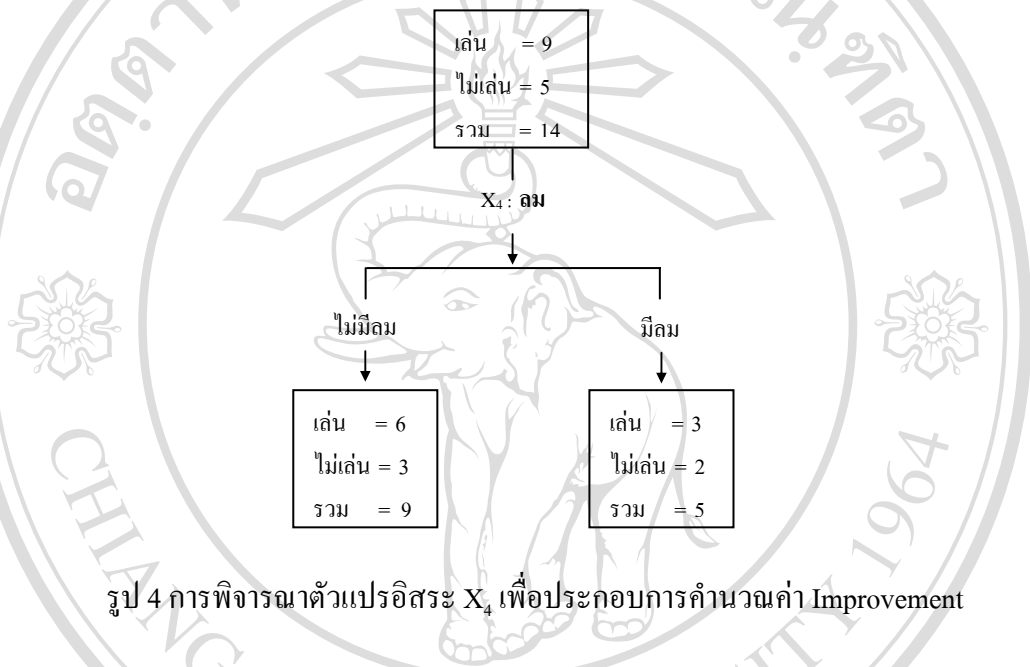 เล่น = 9
ไม่เล่น = 5
รวม = 14
X₄ : ลม
ไม่มีลม
มีลม
เล่น = 6
ไม่เล่น = 3
รวม = 9
เล่น = 3
ไม่เล่น = 2
รวม = 5
รูป 4 การพิจารณาตัวแปรอิสระ X₄ เพื่อประกอบการคำนวณค่า Improvement
CHIANG
1964